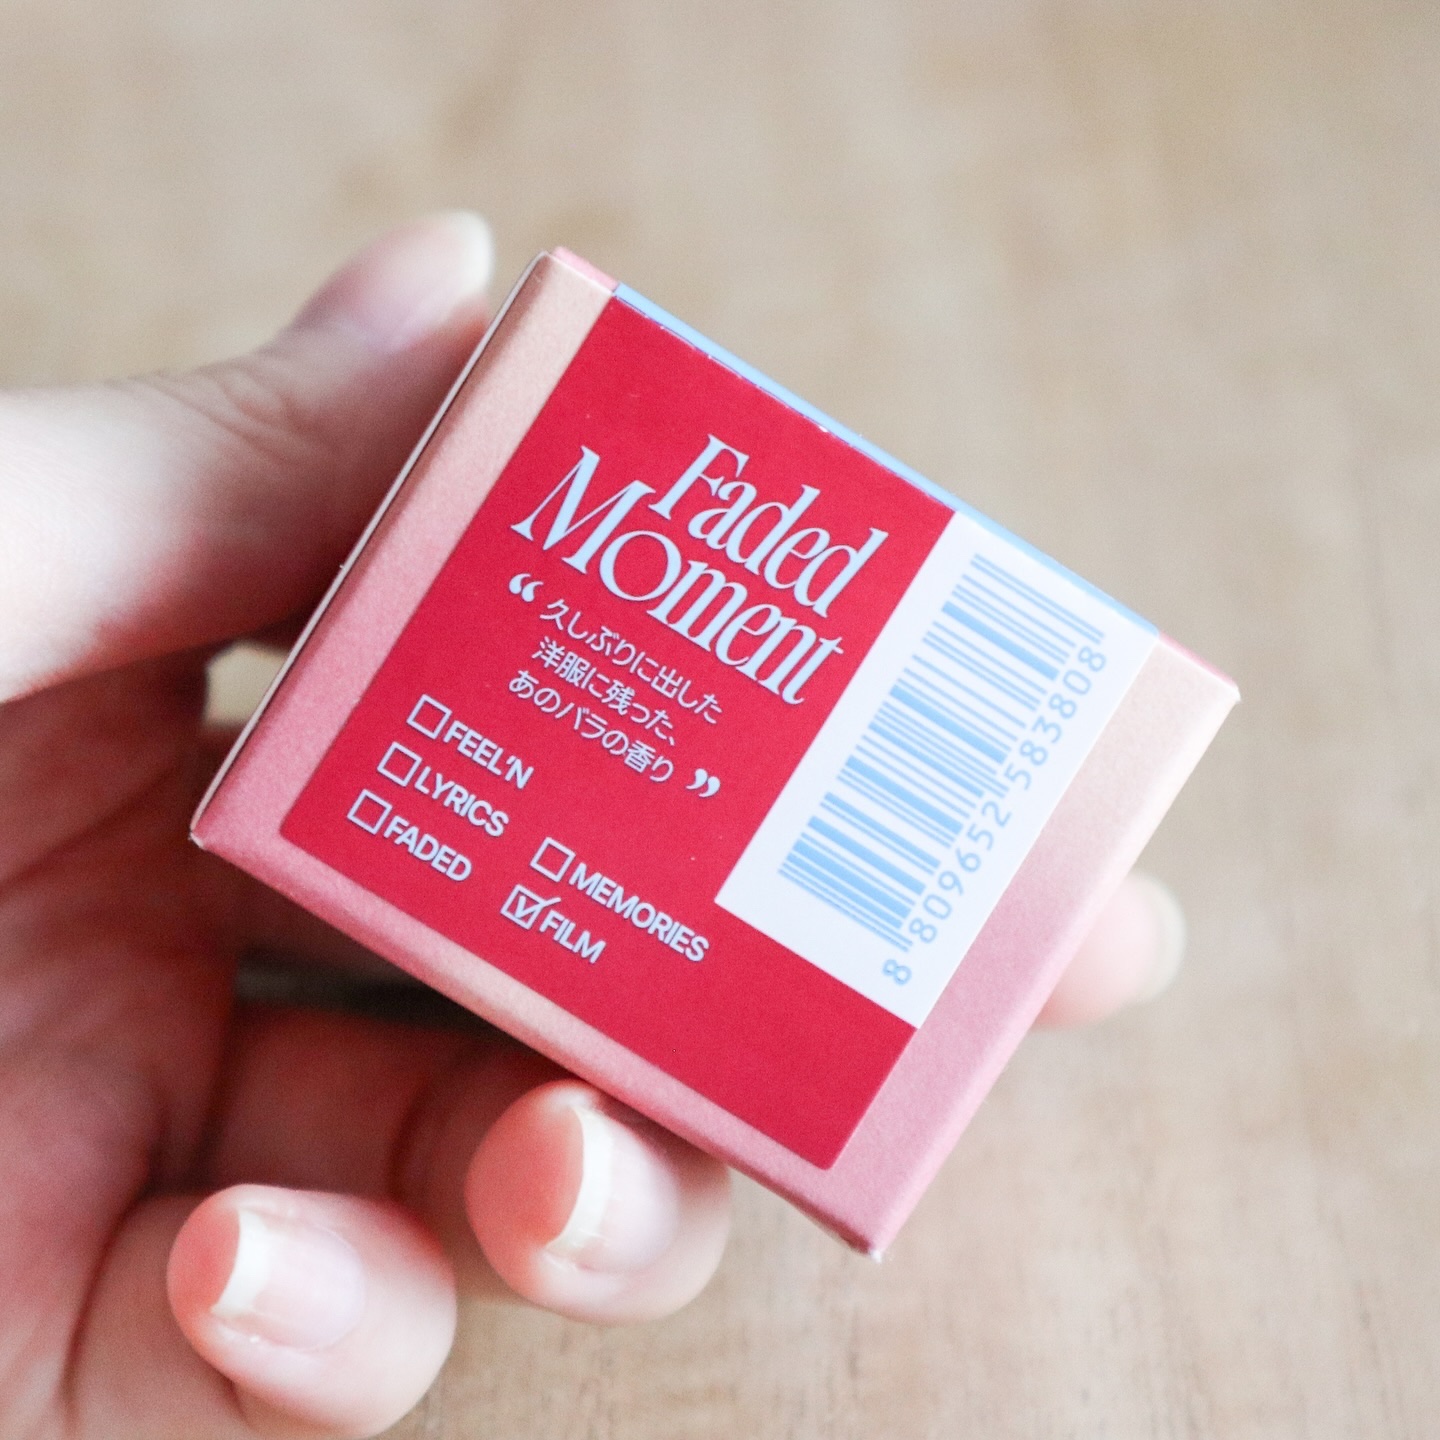 Faded
Moment
“ 久しぶりに出した
洋服に残った、
あのバラの香り ”
FEEL'N
LYRICS
FADED
MEMORIES
FILM
8 809652 583808